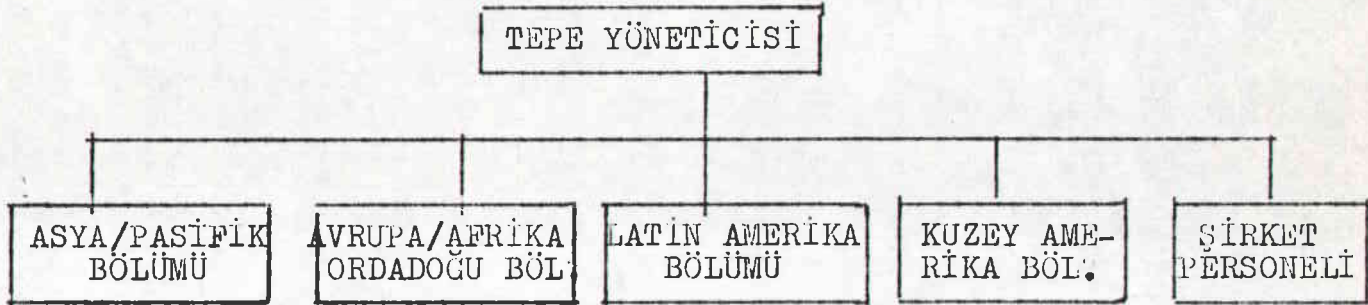 TEPE YÖNETİCİSİ
ASYA/PASİFİK
BÖLÜMÜ
AVRUPA/AFRİKA
ORDADOĞU BÖL.
LATİN AMERİKA
BÖLÜMÜ
KUZEY AME-
RİKA BÖL.
ŞİRKET
PERSONELİ